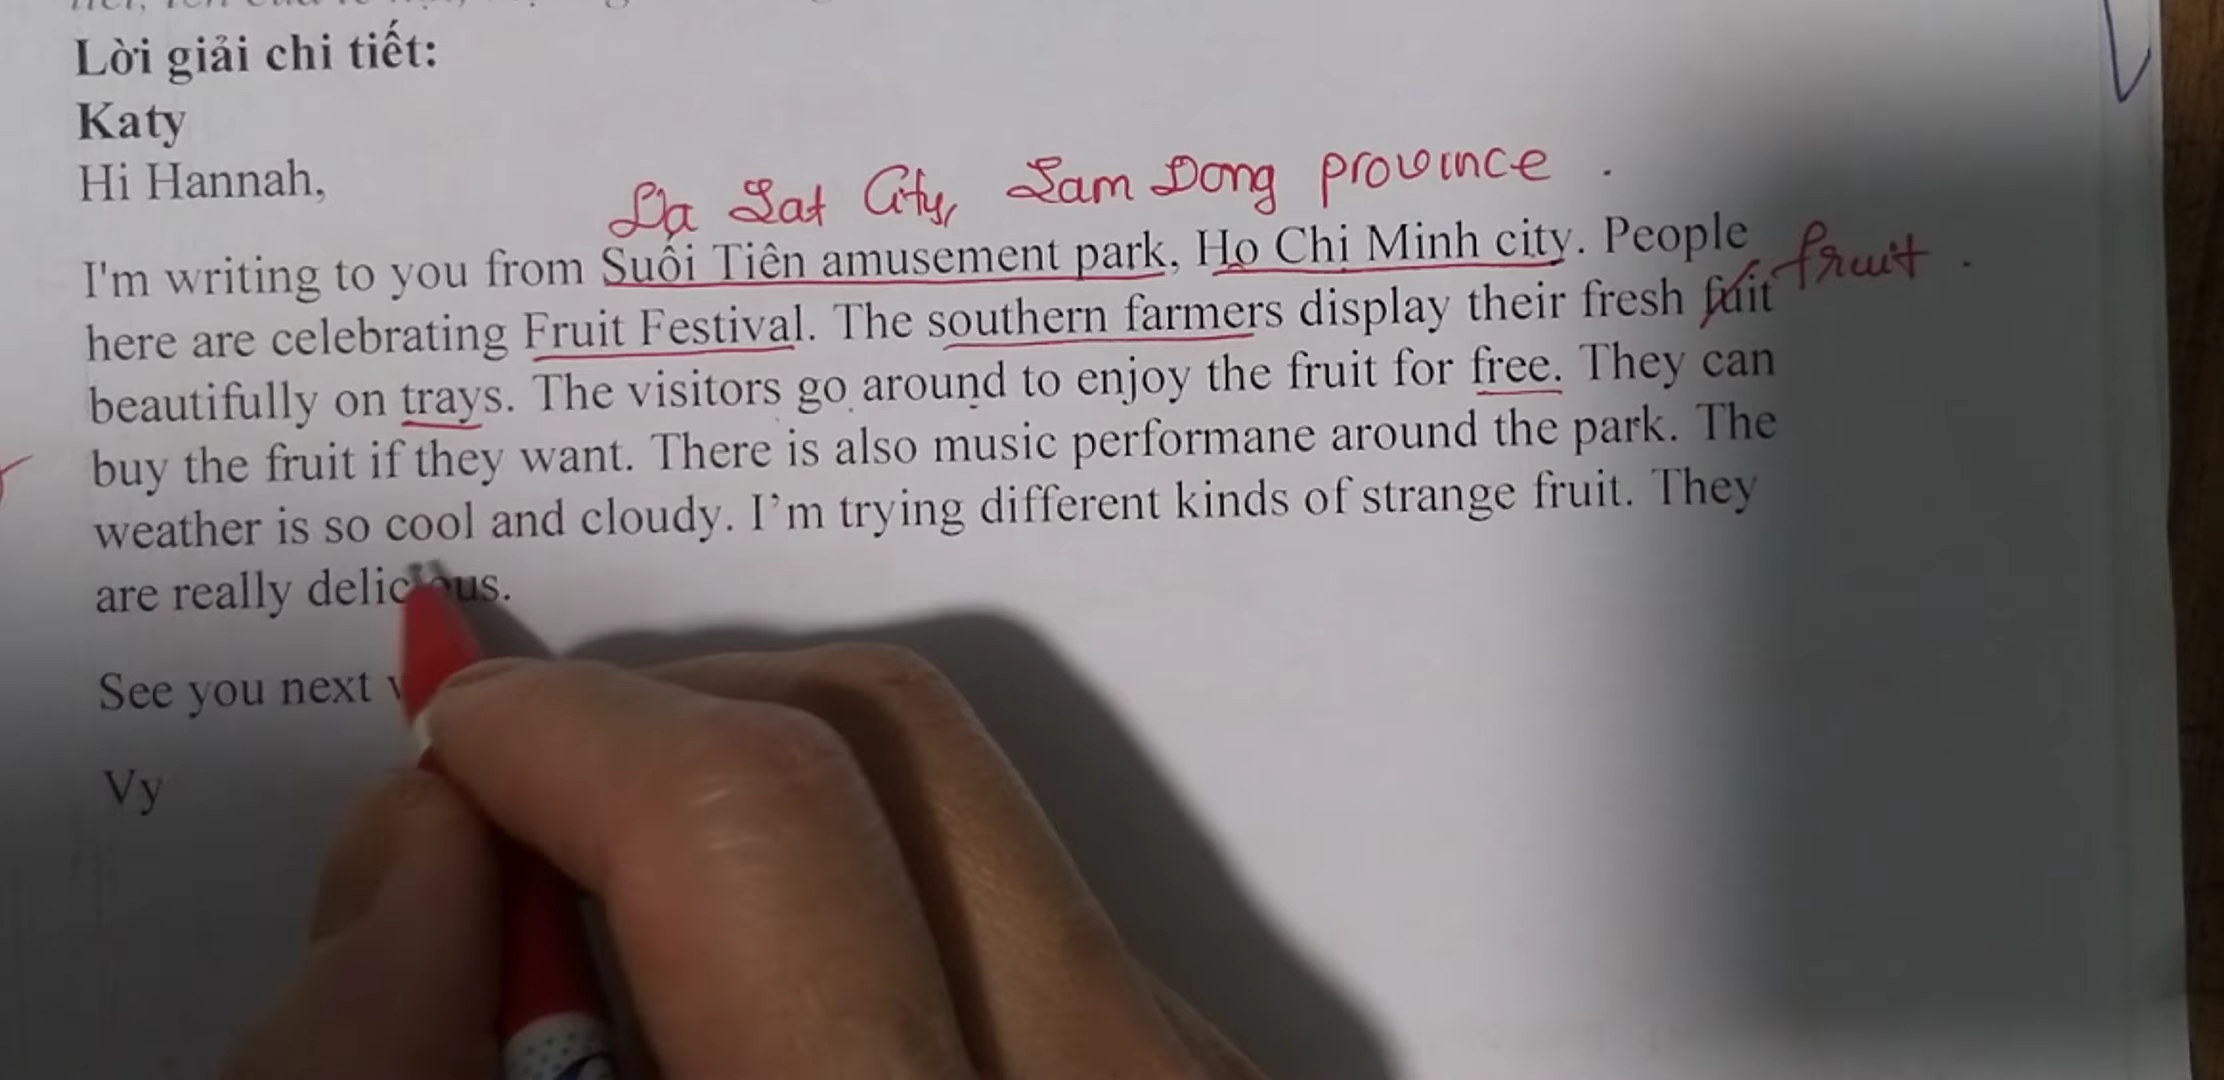 Lời giải chi tiết:
Katy
Hi Hannah,
Đạ Lat City, Lam Dong province .
I'm writing to you from Suối Tiên amusement park, Ho Chi Minh city. People
here are celebrating Fruit Festival. The southern farmers display their fresh fuit fruit .
beautifully on trays. The visitors go around to enjoy the fruit for free. They can
buy the fruit if they want. There is also music performane around the park. The
weather is so cool and cloudy. I’m trying different kinds of strange fruit. They
are really delicious.
See you next
Vy